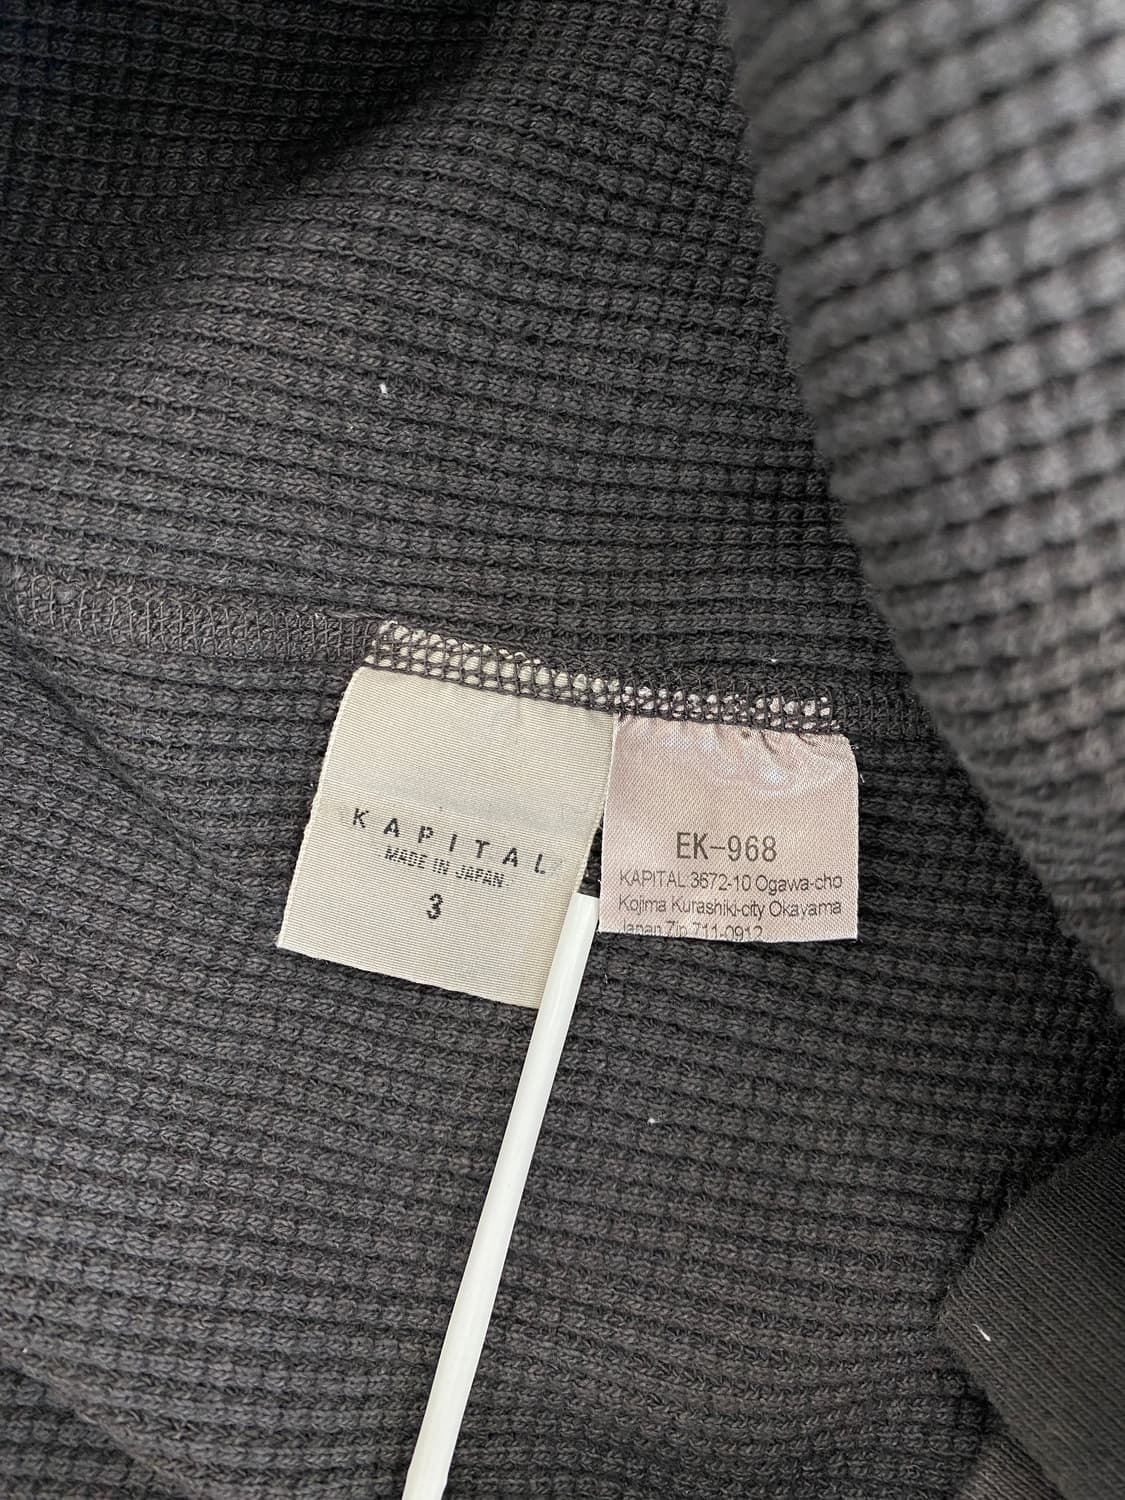 KAPITAL
MADE IN JAPAN
3
EK-968
KAPITAL:3672-10 Ogawa-cho
Kojima Kurashiki-city Okayama
Japan Zip 711-0912